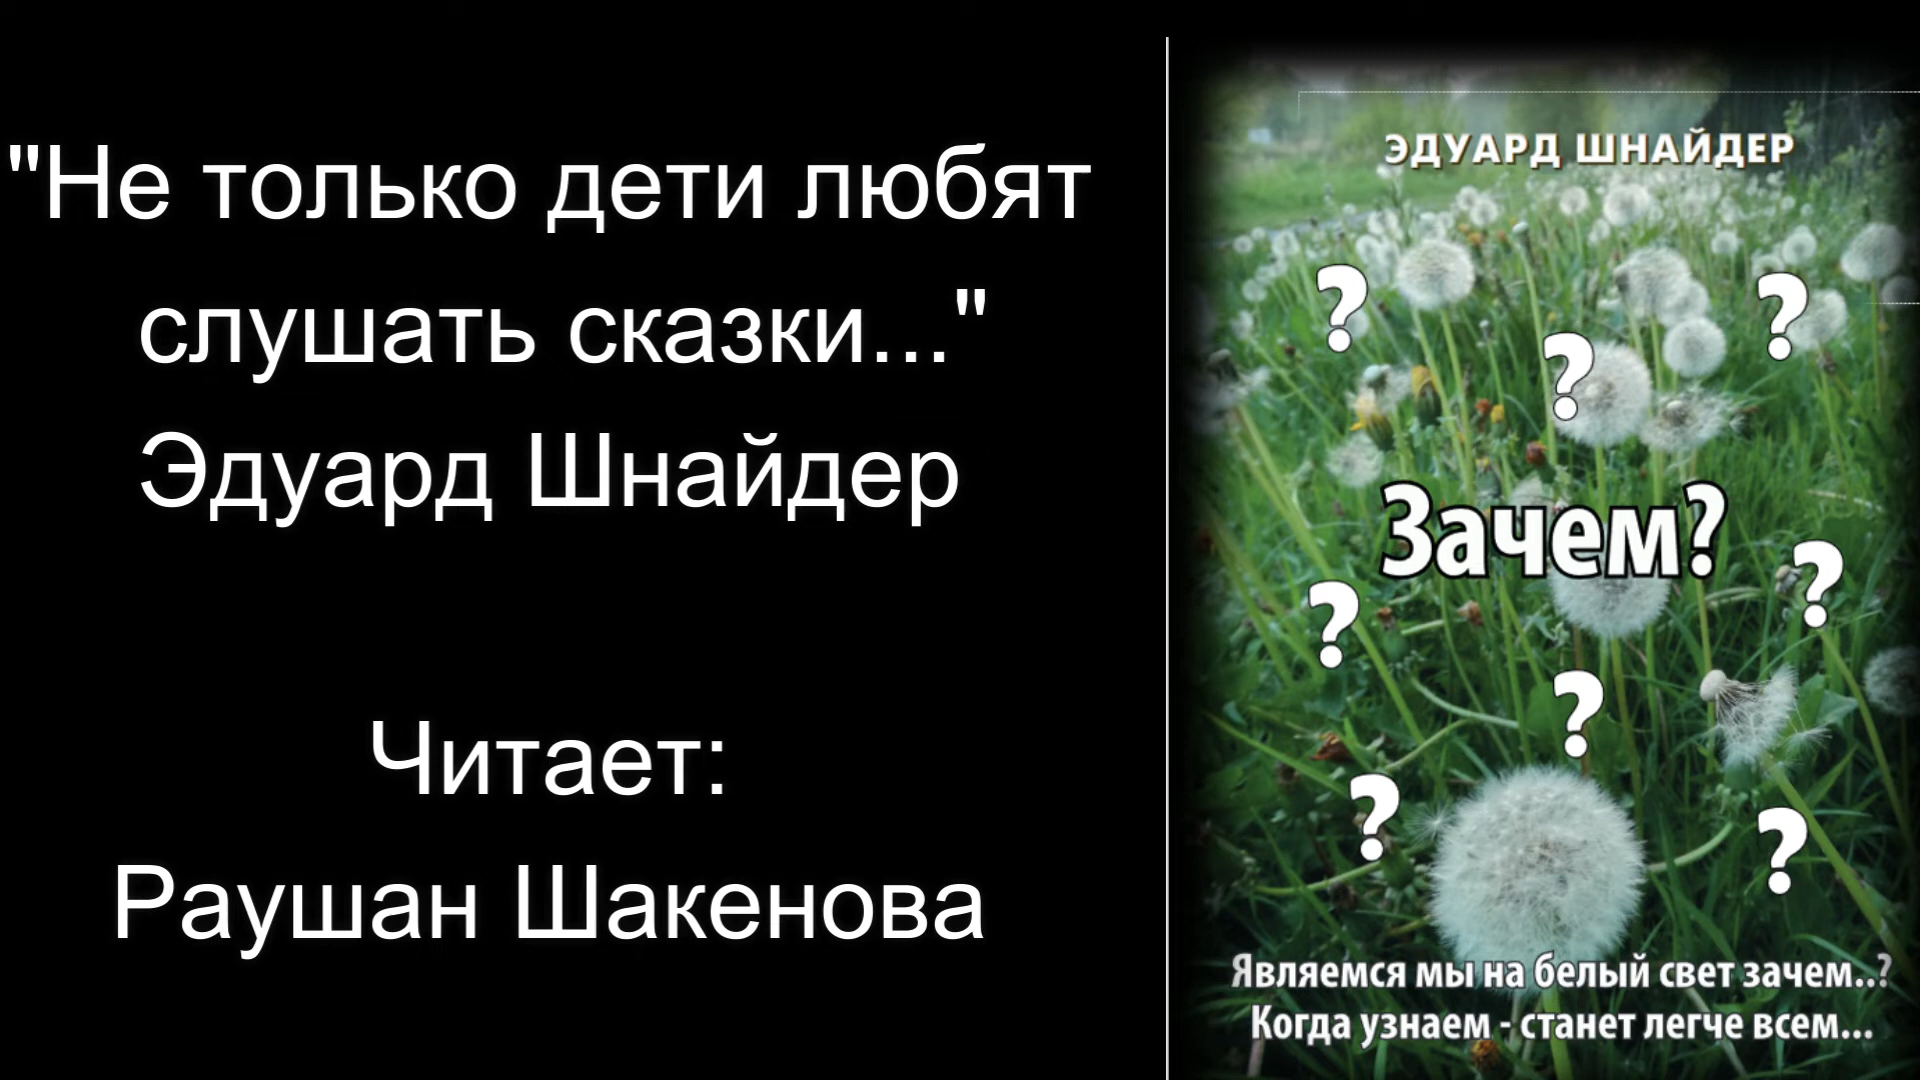 "Не только дети любят
слушать сказки..."
Эдуард Шнайдер
Читает:
Раушан Шакенова
ЭДУАРД ШНАЙДЕР
?
?
?
Зачем?
?
?
?
?
?
Являемся мы на белый свет зачем..?
Когда узнаем - станет легче всем...